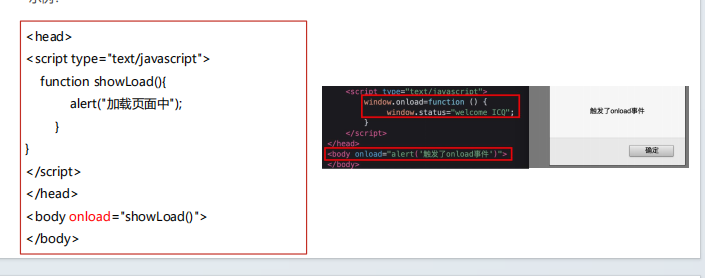 示例：
<head>
<script type="text/javascript">
function showLoad(){
alert("加载页面中");
}
}
</script>
</head>
<body onload="showLoad()">
</body>
<script type="text/javascript">
window.onload=function () {
window.status="welcome ICQ";
}
</script>
</head>
<body onload="alert('触发了onload事件')">
</body>
触发了onload事件
确定